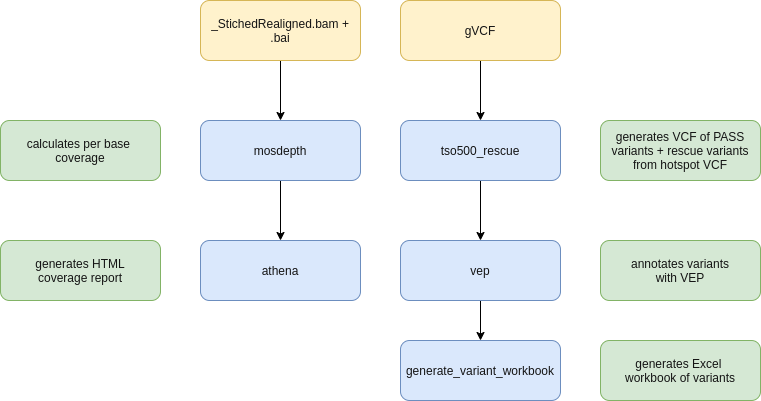 _StichedRealigned.bam +
.bai
gVCF
calculates per base
coverage
mosdepth
tso500_rescue
generates VCF of PASS
variants + rescue variants
from hotspot VCF
generates HTML
coverage report
athena
vep
annotates variants
with VEP
generate_variant_workbook
generates Excel
workbook of variants